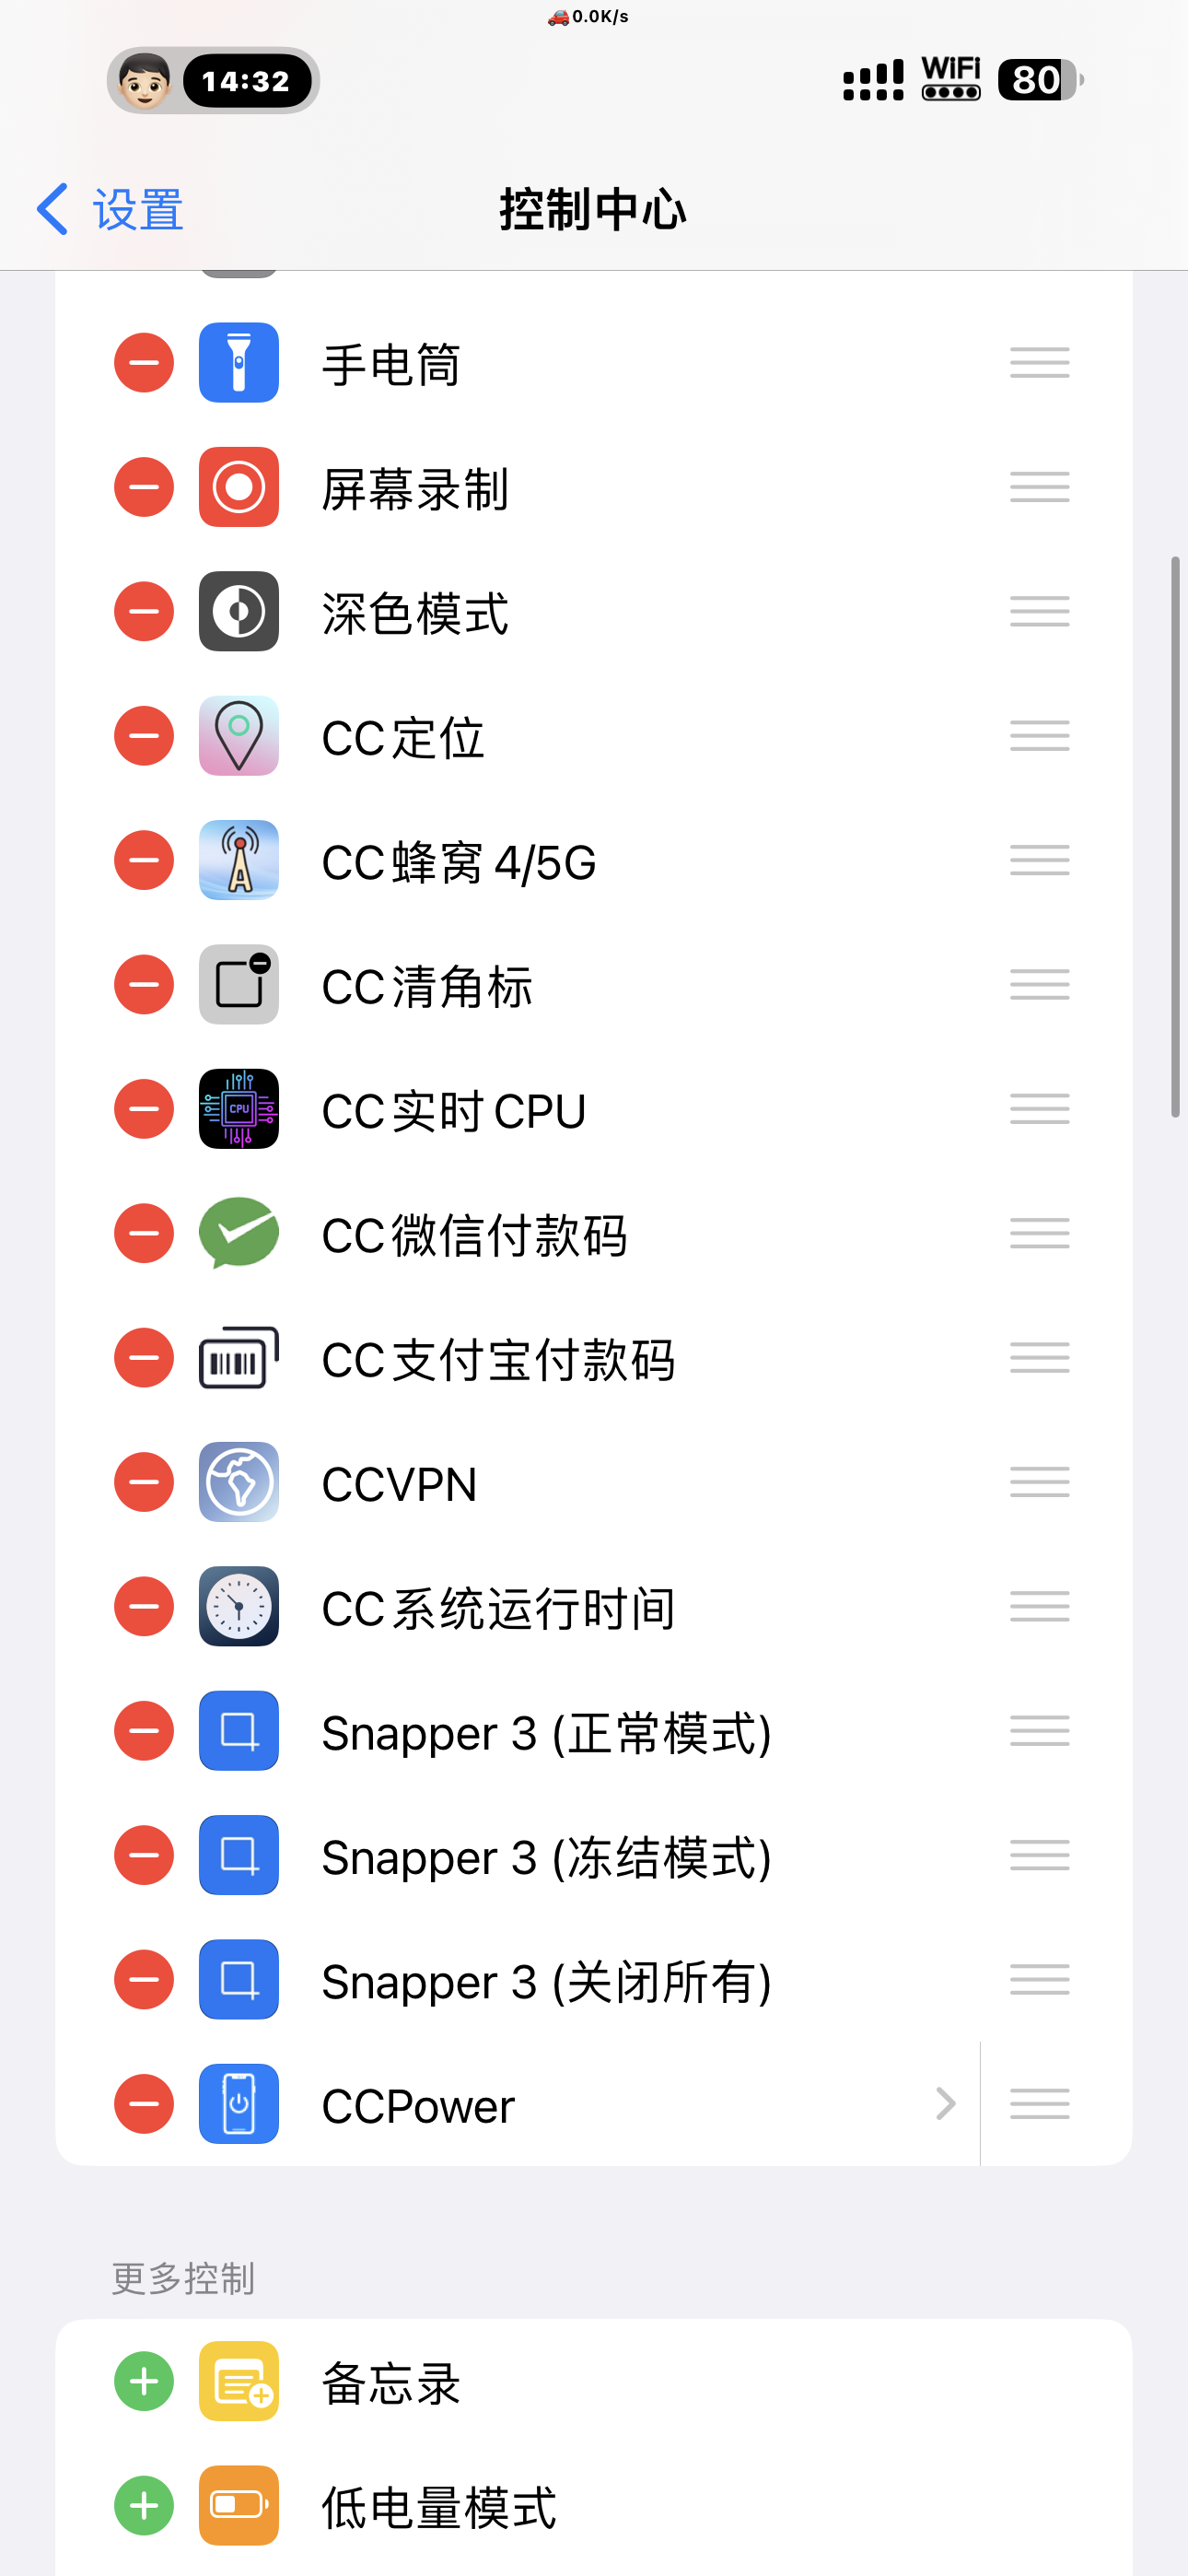 🚗0.0K/s
14:32
WiFi
80
设置
控制中心
手电筒
屏幕录制
深色模式
CC定位
CC蜂窝 4/5G
CC清角标
CPU
CC实时 CPU
CC微信付款码
CC支付宝付款码
CCVPN
CC系统运行时间
Snapper 3 (正常模式)
Snapper 3 (冻结模式)
Snapper 3 (关闭所有)
CCPower
更多控制
备忘录
低电量模式